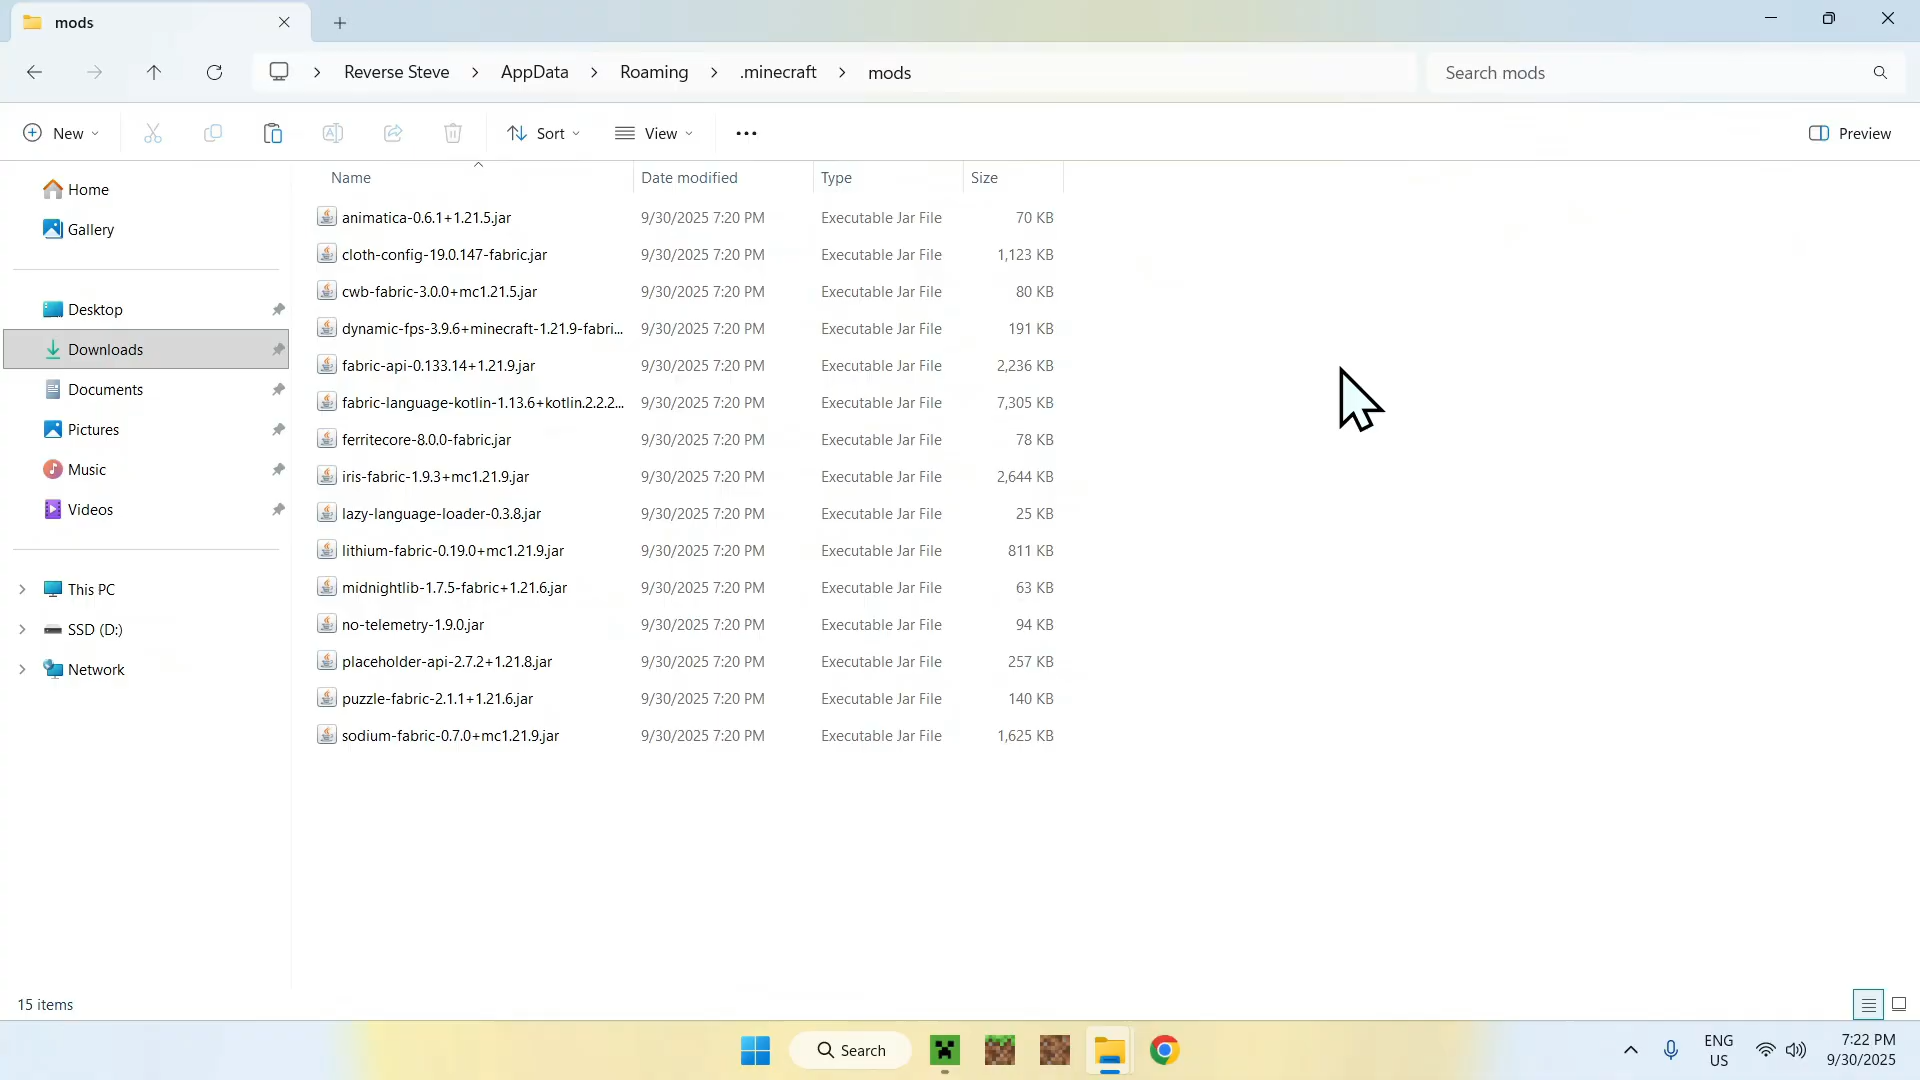 mods
Reverse Steve > AppData > Roaming > .minecraft > mods
Search mods
New
Sort
View
Preview
Name Date modified Type Size
Home
Gallery
Desktop
Downloads
Documents
Pictures
Music
Videos
This PC
SSD (D:)
Network
animatica-0.6.1+1.21.5.jar 9/30/2025 7:20 PM Executable Jar File 70 KB
cloth-config-19.0.147-fabric.jar 9/30/2025 7:20 PM Executable Jar File 1,123 KB
cwb-fabric-3.0.0+mc1.21.5.jar 9/30/2025 7:20 PM Executable Jar File 80 KB
dynamic-fps-3.9.6+minecraft-1.21.9-fabri... 9/30/2025 7:20 PM Executable Jar File 191 KB
fabric-api-0.133.14+1.21.9.jar 9/30/2025 7:20 PM Executable Jar File 2,236 KB
fabric-language-kotlin-1.13.6+kotlin.2.2.2... 9/30/2025 7:20 PM Executable Jar File 7,305 KB
ferritecore-8.0.0-fabric.jar 9/30/2025 7:20 PM Executable Jar File 78 KB
iris-fabric-1.9.3+mc1.21.9.jar 9/30/2025 7:20 PM Executable Jar File 2,644 KB
lazy-language-loader-0.3.8.jar 9/30/2025 7:20 PM Executable Jar File 25 KB
lithium-fabric-0.19.0+mc1.21.9.jar 9/30/2025 7:20 PM Executable Jar File 811 KB
midnightlib-1.7.5-fabric+1.21.6.jar 9/30/2025 7:20 PM Executable Jar File 63 KB
no-telemetry-1.9.0.jar 9/30/2025 7:20 PM Executable Jar File 94 KB
placeholder-api-2.7.2+1.21.8.jar 9/30/2025 7:20 PM Executable Jar File 257 KB
puzzle-fabric-2.1.1+1.21.6.jar 9/30/2025 7:20 PM Executable Jar File 140 KB
sodium-fabric-0.7.0+mc1.21.9.jar 9/30/2025 7:20 PM Executable Jar File 1,625 KB
15 items
Search
ENG
US
7:22 PM
9/30/2025